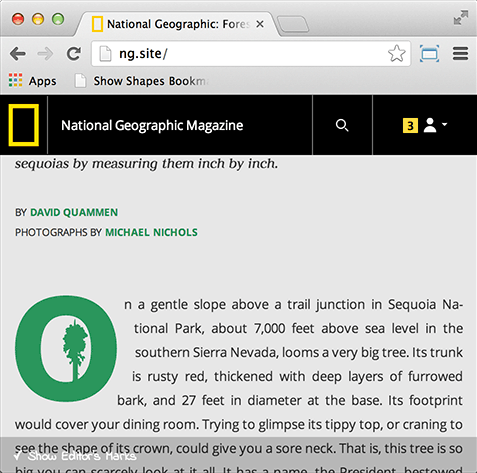 National Geographic: Fores
ng.site/
Apps Show Shapes Bookm
National Geographic Magazine 3
sequoias by measuring them inch by inch.
BY DAVID QUAMMEN
PHOTOGRAPHS BY MICHAEL NICHOLS
On a gentle slope above a trail junction in Sequoia Na-
tional Park, about 7,000 feet above sea level in the
southern Sierra Nevada, looms a very big tree. Its trunk
is rusty red, thickened with deep layers of furrowed
bark, and 27 feet in diameter at the base. Its footprint
would cover your dining room. Trying to glimpse its tippy top, or craning to
see the shape of its crown, could give you a sore neck. That is, this tree is so
√ Show Editor's Marks
big you can scarcely look at it all. It has a name, the President, bestowed